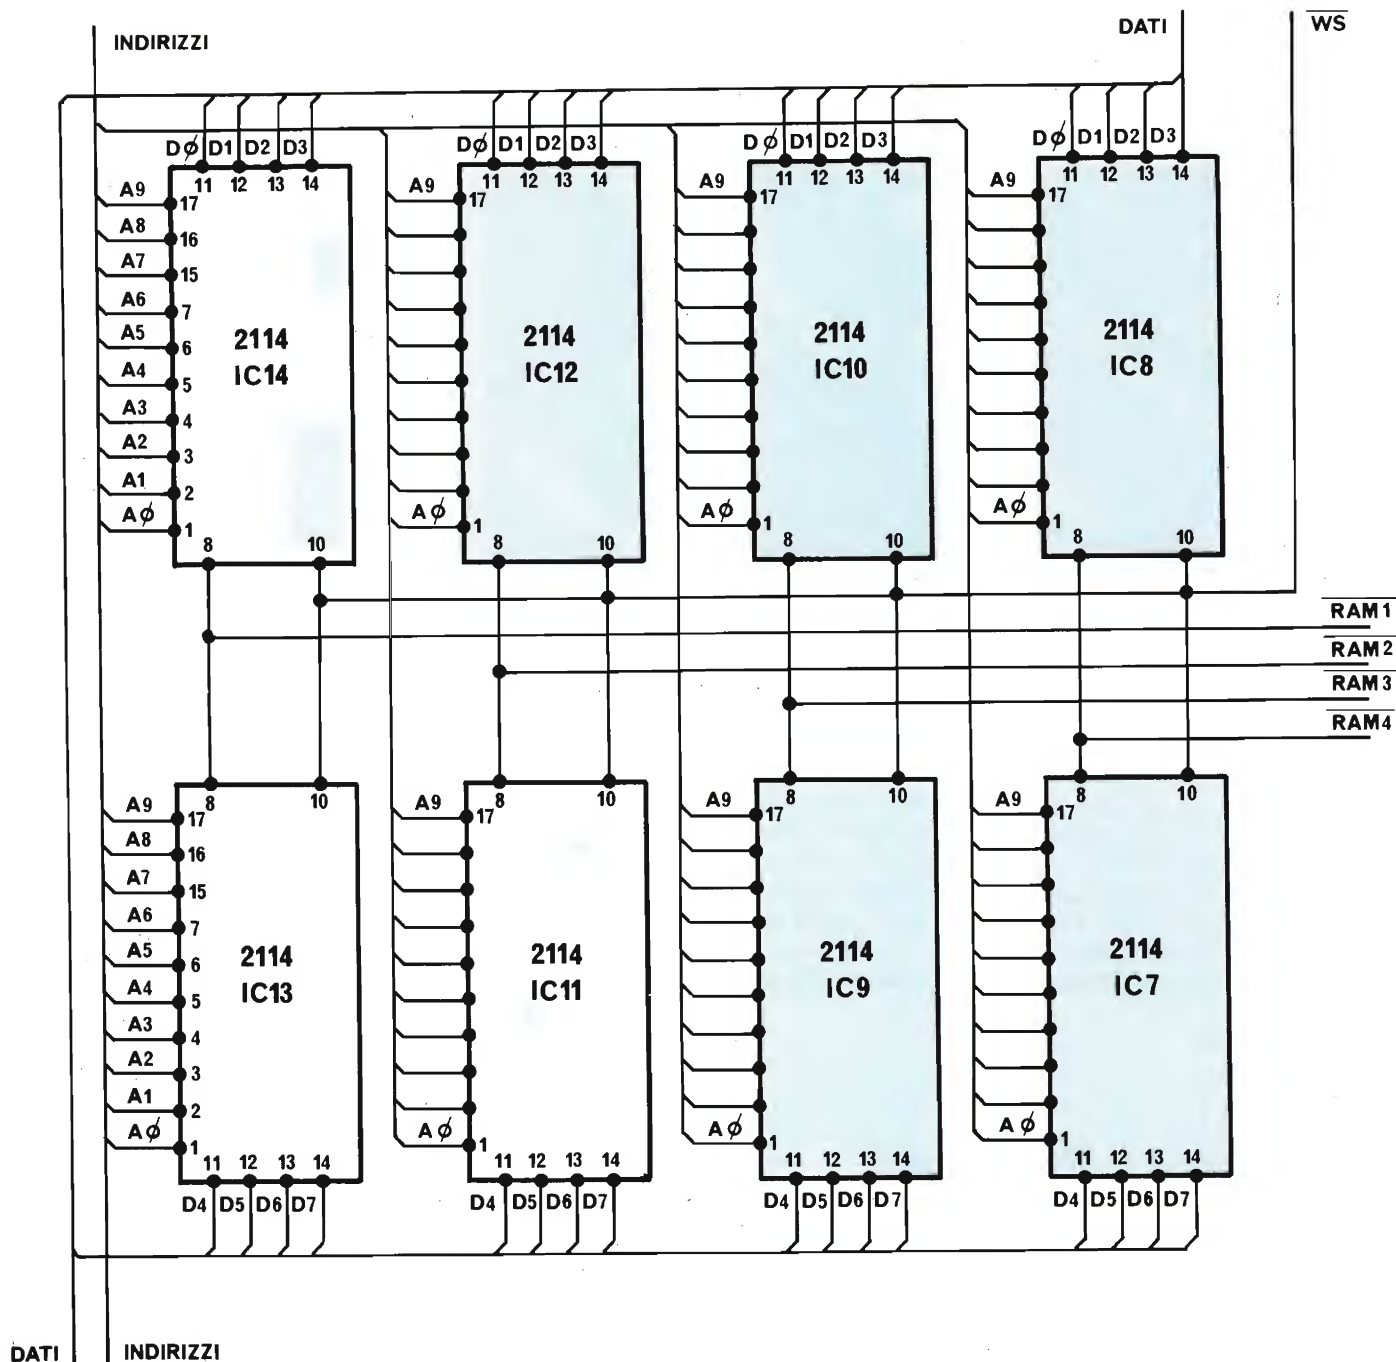 INDIRIZZI
DATI
WS
DØ D1 D2 D3
DØ D1 D2 D3
DØ D1 D2 D3
DØ D1 D2 D3
11 12 13 14
11 12 13 14
11 12 13 14
11 12 13 14
A9 17
A8 16
A7 15
A6 7
A5 6
A4 5
A3 4
A2 3
A1 2
AØ 1
2114
IC14
8 10
A9 17
2114
IC12
AØ 1
8 10
A9 17
2114
IC10
AØ 1
8 10
A9 17
2114
IC8
AØ 1
8 10
RAM1
RAM2
RAM3
RAM4
8 10
A9 17
A8 16
A7 15
A6 7
A5 6
A4 5
A3 4
A2 3
A1 2
AØ 1
2114
IC13
11 12 13 14
D4 D5 D6 D7
8 10
A9 17
2114
IC11
AØ 1
11 12 13 14
D4 D5 D6 D7
8 10
A9 17
2114
IC9
AØ 1
11 12 13 14
D4 D5 D6 D7
8 10
A9 17
2114
IC7
AØ 1
11 12 13 14
D4 D5 D6 D7
DATI
INDIRIZZI